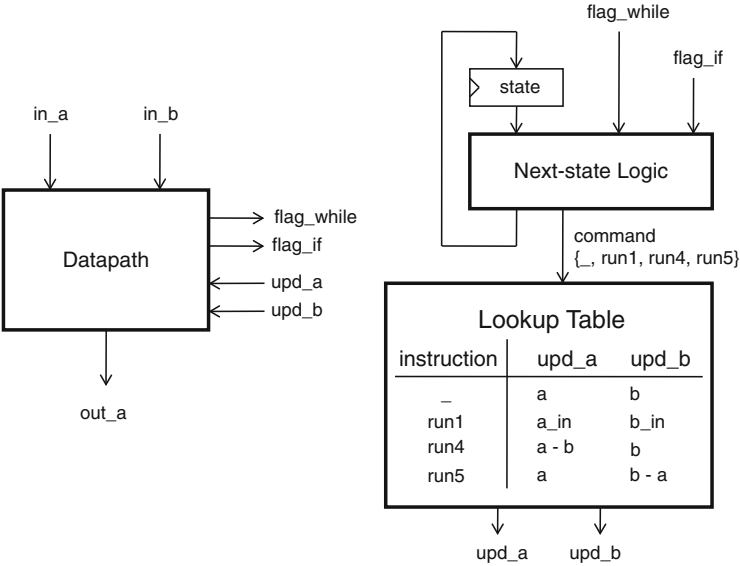 in_a in_b
Datapath
flag_while
flag_if
upd_a
upd_b
out_a
flag_while
flag_if
state
Next-state Logic
command
{_, run1, run4, run5}
Lookup Table
instruction upd_a upd_b
_ a b
run1 a_in b_in
run4 a - b b
run5 a b - a
upd_a upd_b